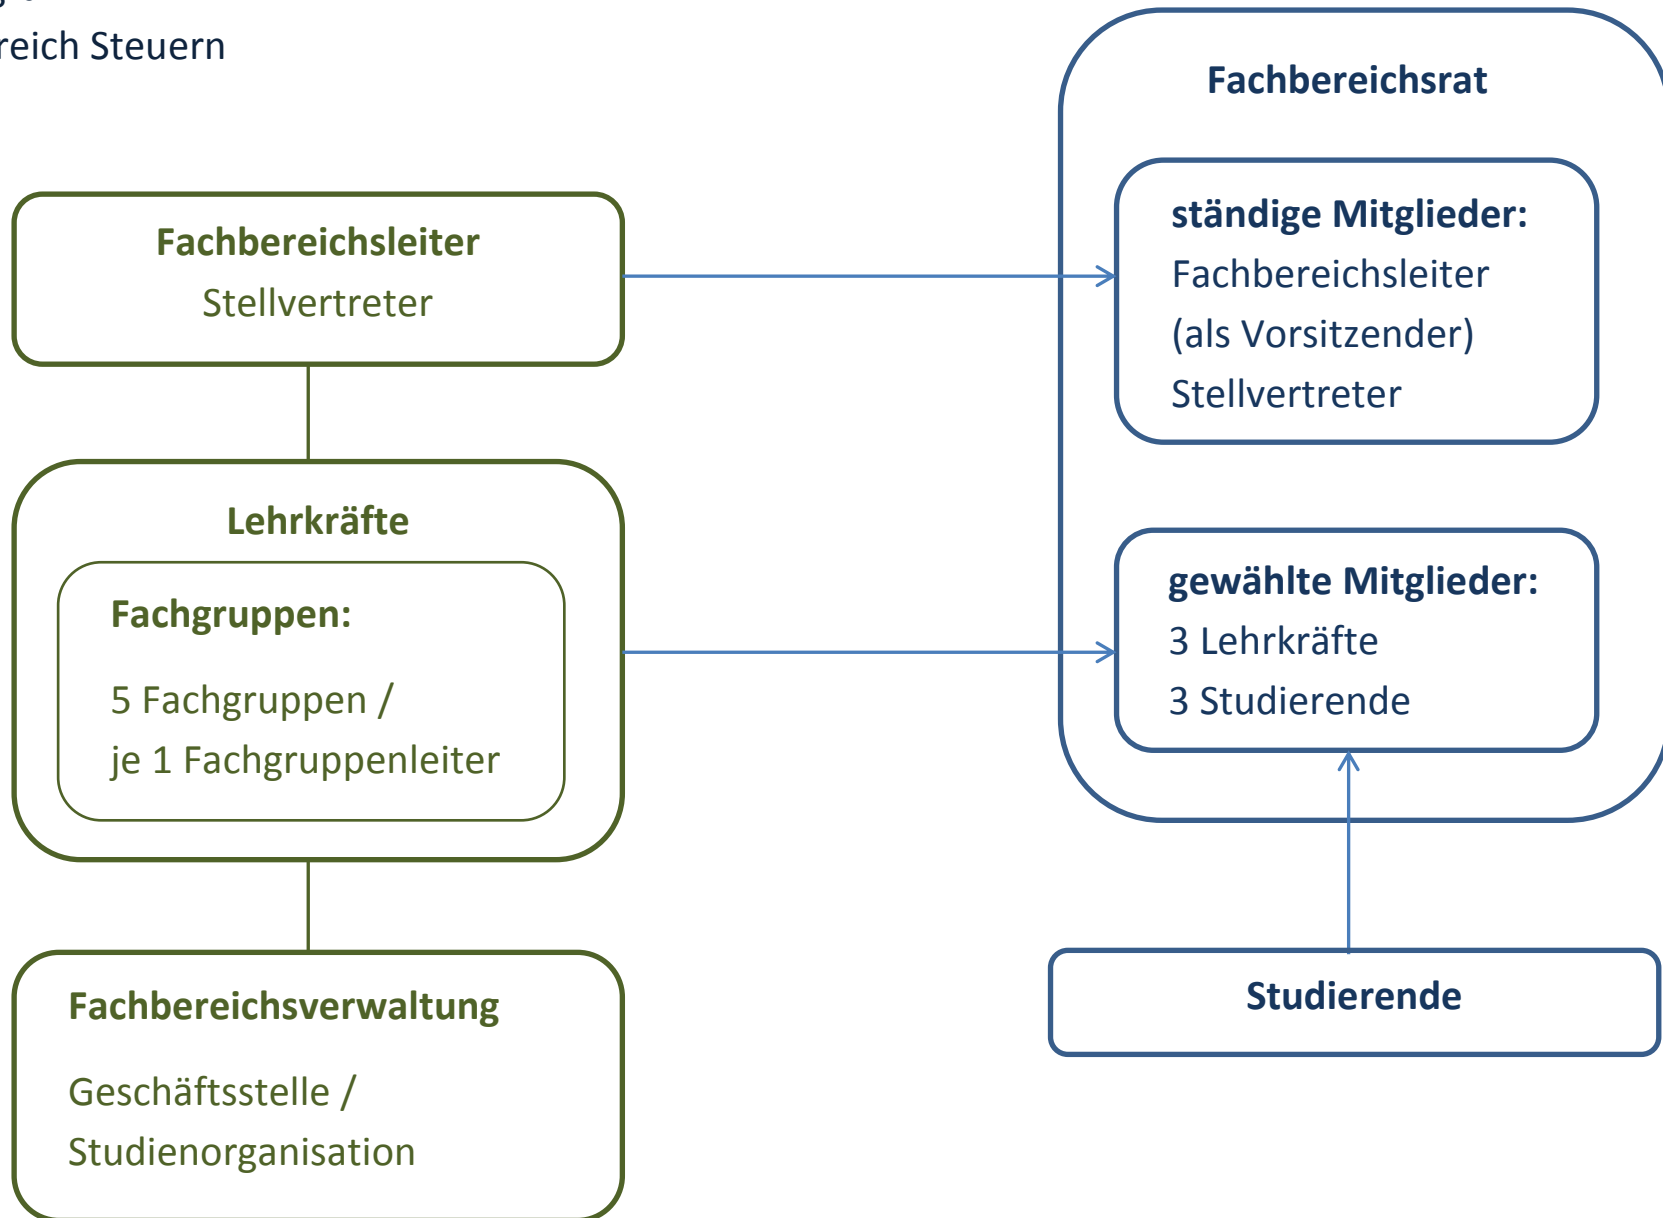 Steuern
Fachbereichsleiter
Stellvertreter
Lehrkräfte
Fachgruppen:
5 Fachgruppen /
je 1 Fachgruppenleiter
Fachbereichsverwaltung
Geschäftsstelle /
Studienorganisation
Fachbereichsrat
ständige Mitglieder:
Fachbereichsleiter
(als Vorsitzender)
Stellvertreter
gewählte Mitglieder:
3 Lehrkräfte
3 Studierende
Studierende